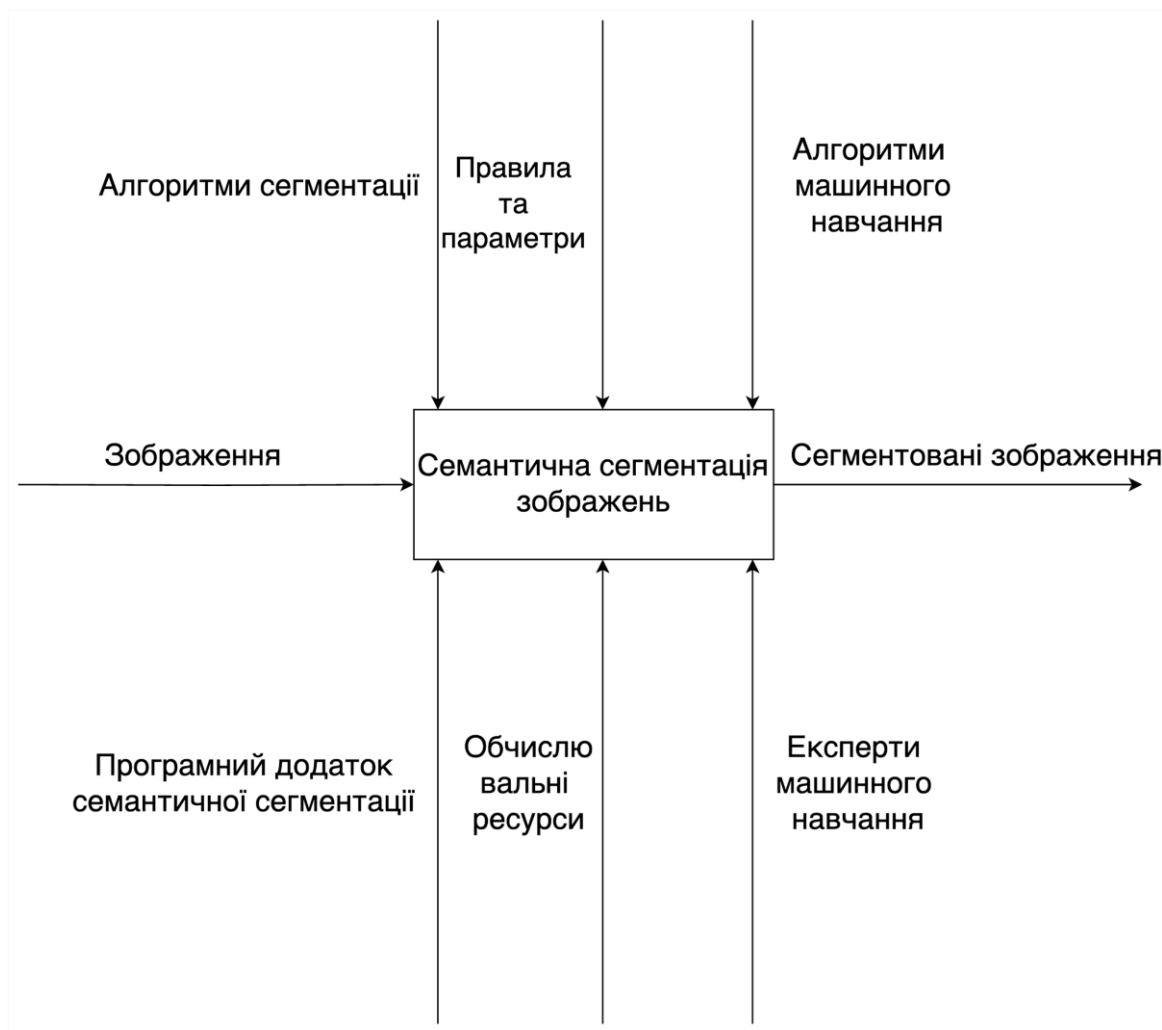 Алгоритми сегментації
Правила
та
параметри
Алгоритми
машинного
навчання
Зображення
Семантична сегментація
зображень
Сегментовані зображення
Програмний додаток
семантичної сегментації
Обчислю
вальні
ресурси
Експерти
машинного
навчання